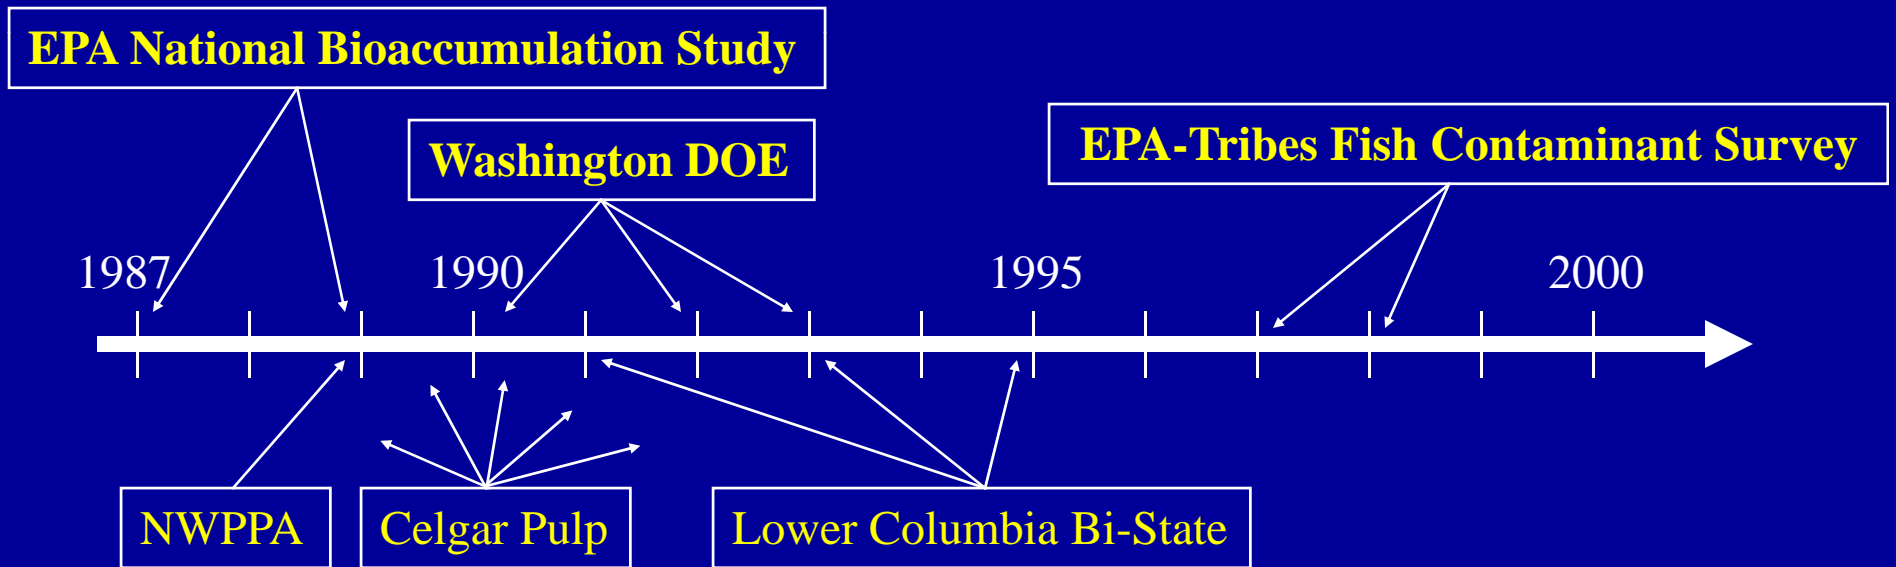 EPA National Bioaccumulation Study
Washington DOE
EPA-Tribes Fish Contaminant Survey
1987
1990
1995
2000
NWPPA
Celgar Pulp
Lower Columbia Bi-State